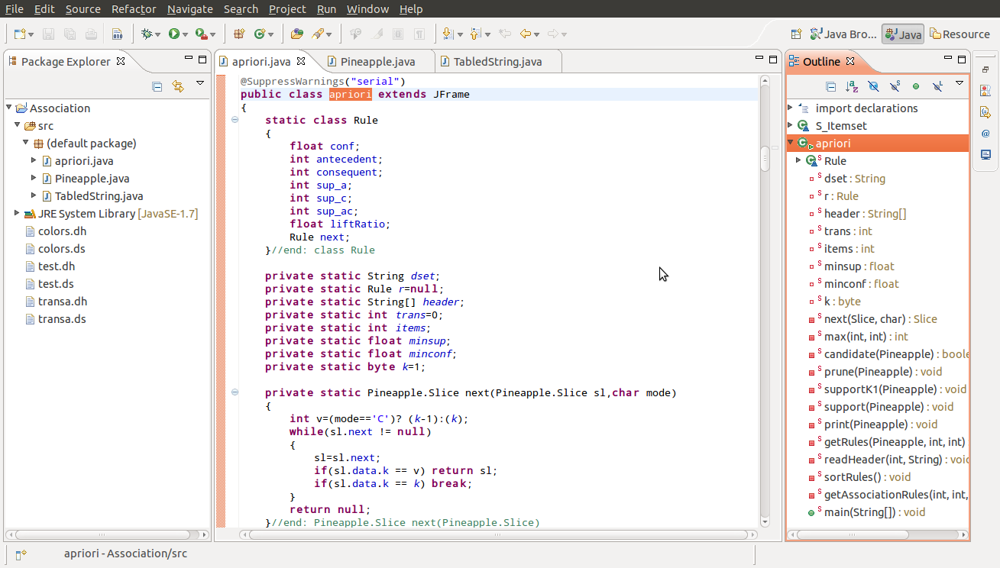 File Edit Source Refactor Navigate Search Project Run Window Help
Java Bro... Java Resource
Package Explorer
Association
src
(default package)
apriori.java
Pineapple.java
TabledString.java
JRE System Library [JavaSE-1.7]
colors.dh
colors.ds
test.dh
test.ds
transa.dh
transa.ds
apriori.java Pineapple.java TabledString.java
@SuppressWarnings("serial")
public class apriori extends JFrame
{
    static class Rule
    {
        float conf;
        int antecedent;
        int consequent;
        int sup_a;
        int sup_c;
        int sup_ac;
        float liftRatio;
        Rule next;
    }//end: class Rule

    private static String dset;
    private static Rule r=null;
    private static String[] header;
    private static int trans=0;
    private static int items;
    private static float minsup;
    private static float minconf;
    private static byte k=1;

    private static Pineapple.Slice next(Pineapple.Slice sl,char mode)
    {
        int v=(mode=='C')? (k-1):(k);
        while(sl.next != null)
        {
            sl=sl.next;
            if(sl.data.k == v) return sl;
            if(sl.data.k == k) break;
        }
        return null;
    }//end: Pineapple.Slice next(Pineapple.Slice)
Outline
import declarations
S_Itemset
apriori
Rule
dset : String
r : Rule
header : String[]
trans : int
items : int
minsup : float
minconf : float
k : byte
next(Slice, char) : Slice
max(int, int) : int
candidate(Pineapple) : boole
prune(Pineapple) : void
supportK1(Pineapple) : void
support(Pineapple) : void
print(Pineapple) : void
getRules(Pineapple, int, int)
readHeader(int, String) : voic
sortRules() : void
getAssociationRules(int, int,
main(String[]) : void
apriori - Association/src